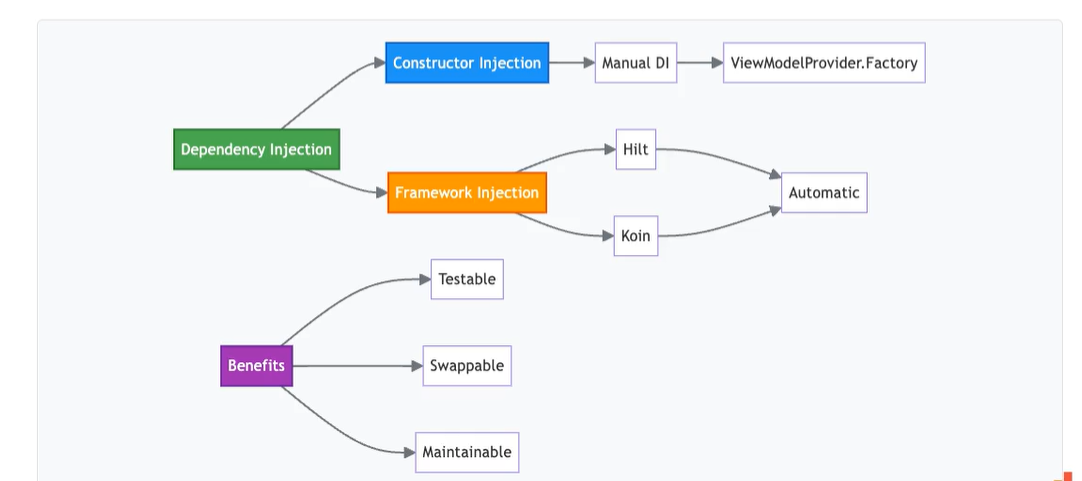 Constructor Injection
Manual DI
ViewModelProvider.Factory
Dependency Injection
Hilt
Framework Injection
Automatic
Koin
Testable
Benefits
Swappable
Maintainable